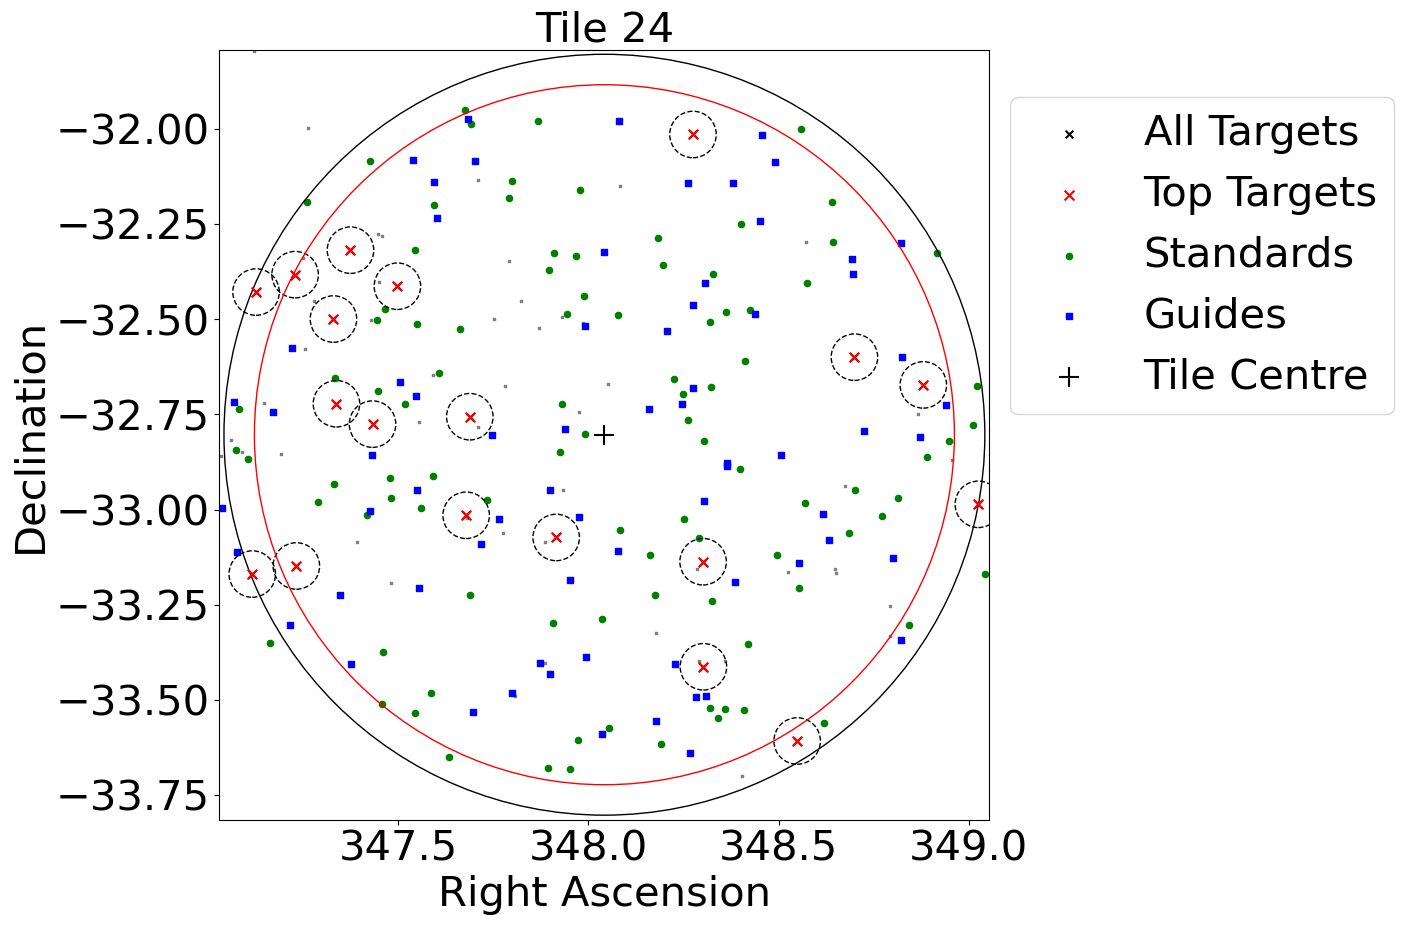 Tile 24
−32.00
−32.25
−32.50
−32.75
−33.00
−33.25
−33.50
−33.75
Declination
347.5 348.0 348.5 349.0
Right Ascension
All Targets
Top Targets
Standards
Guides
Tile Centre